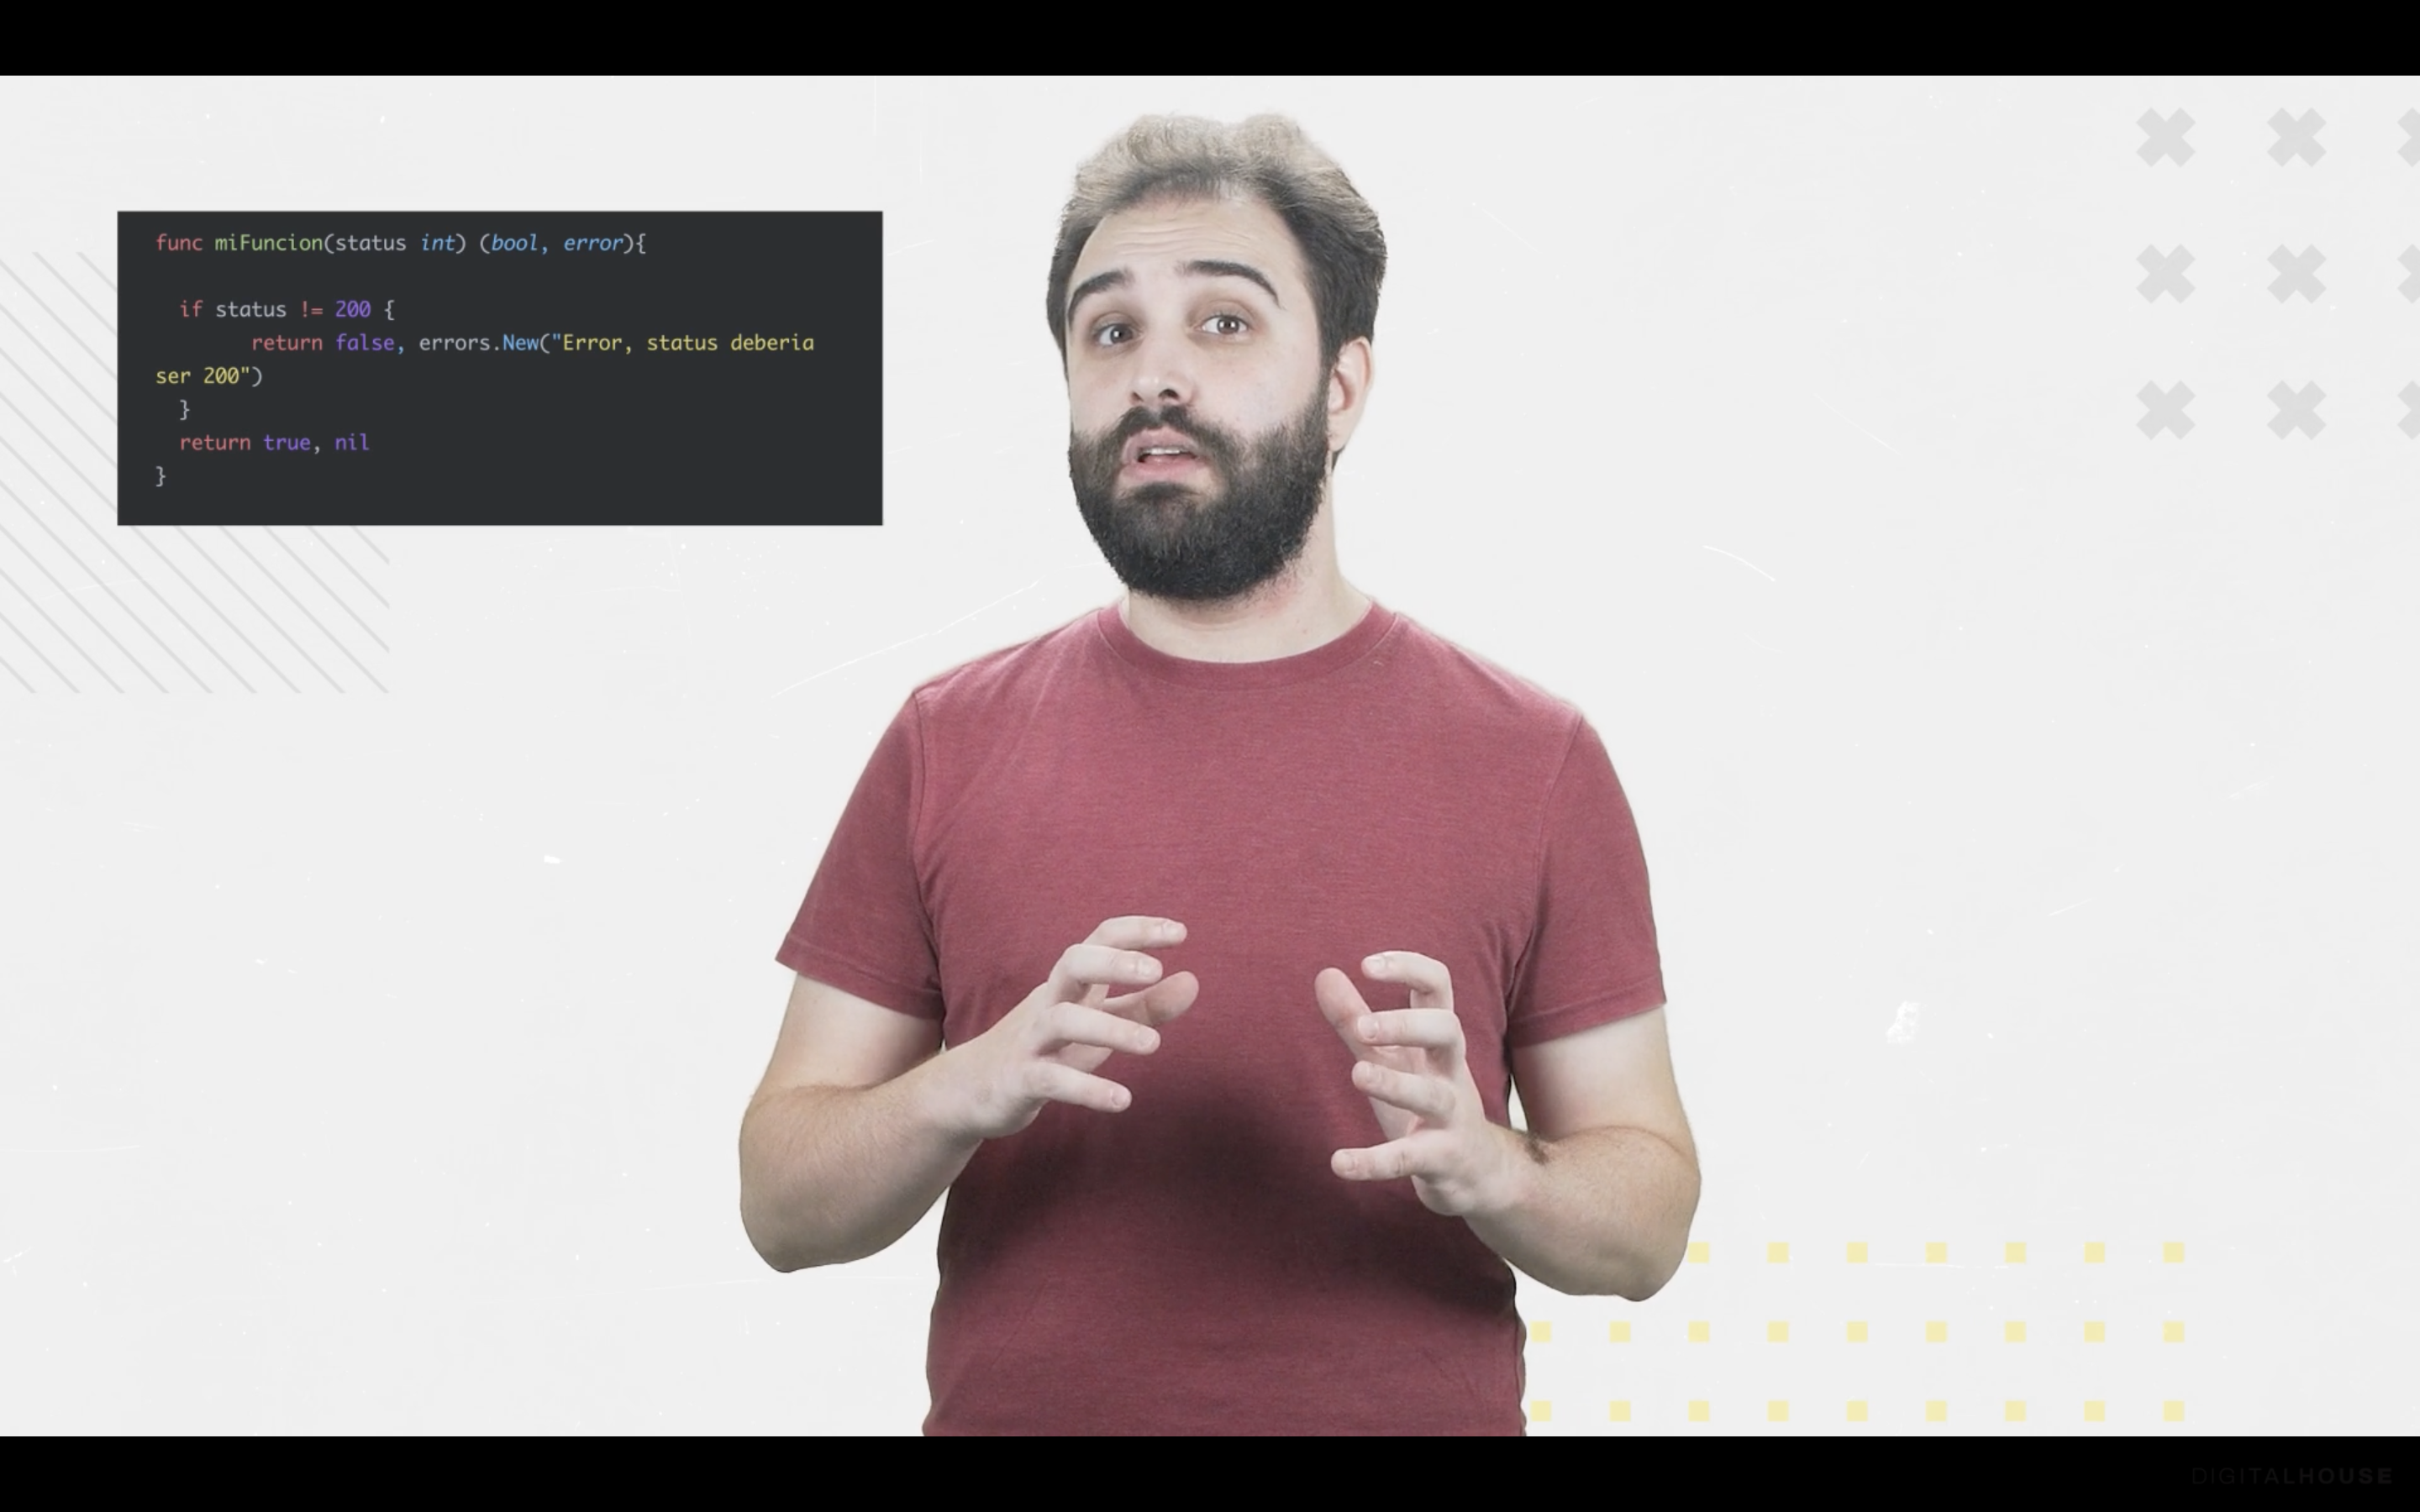 func miFuncion(status int) (bool, error){
if status != 200 {
return false, errors.New("Error, status deberia
ser 200")
}
return true, nil
}
DIGITALHOUSE